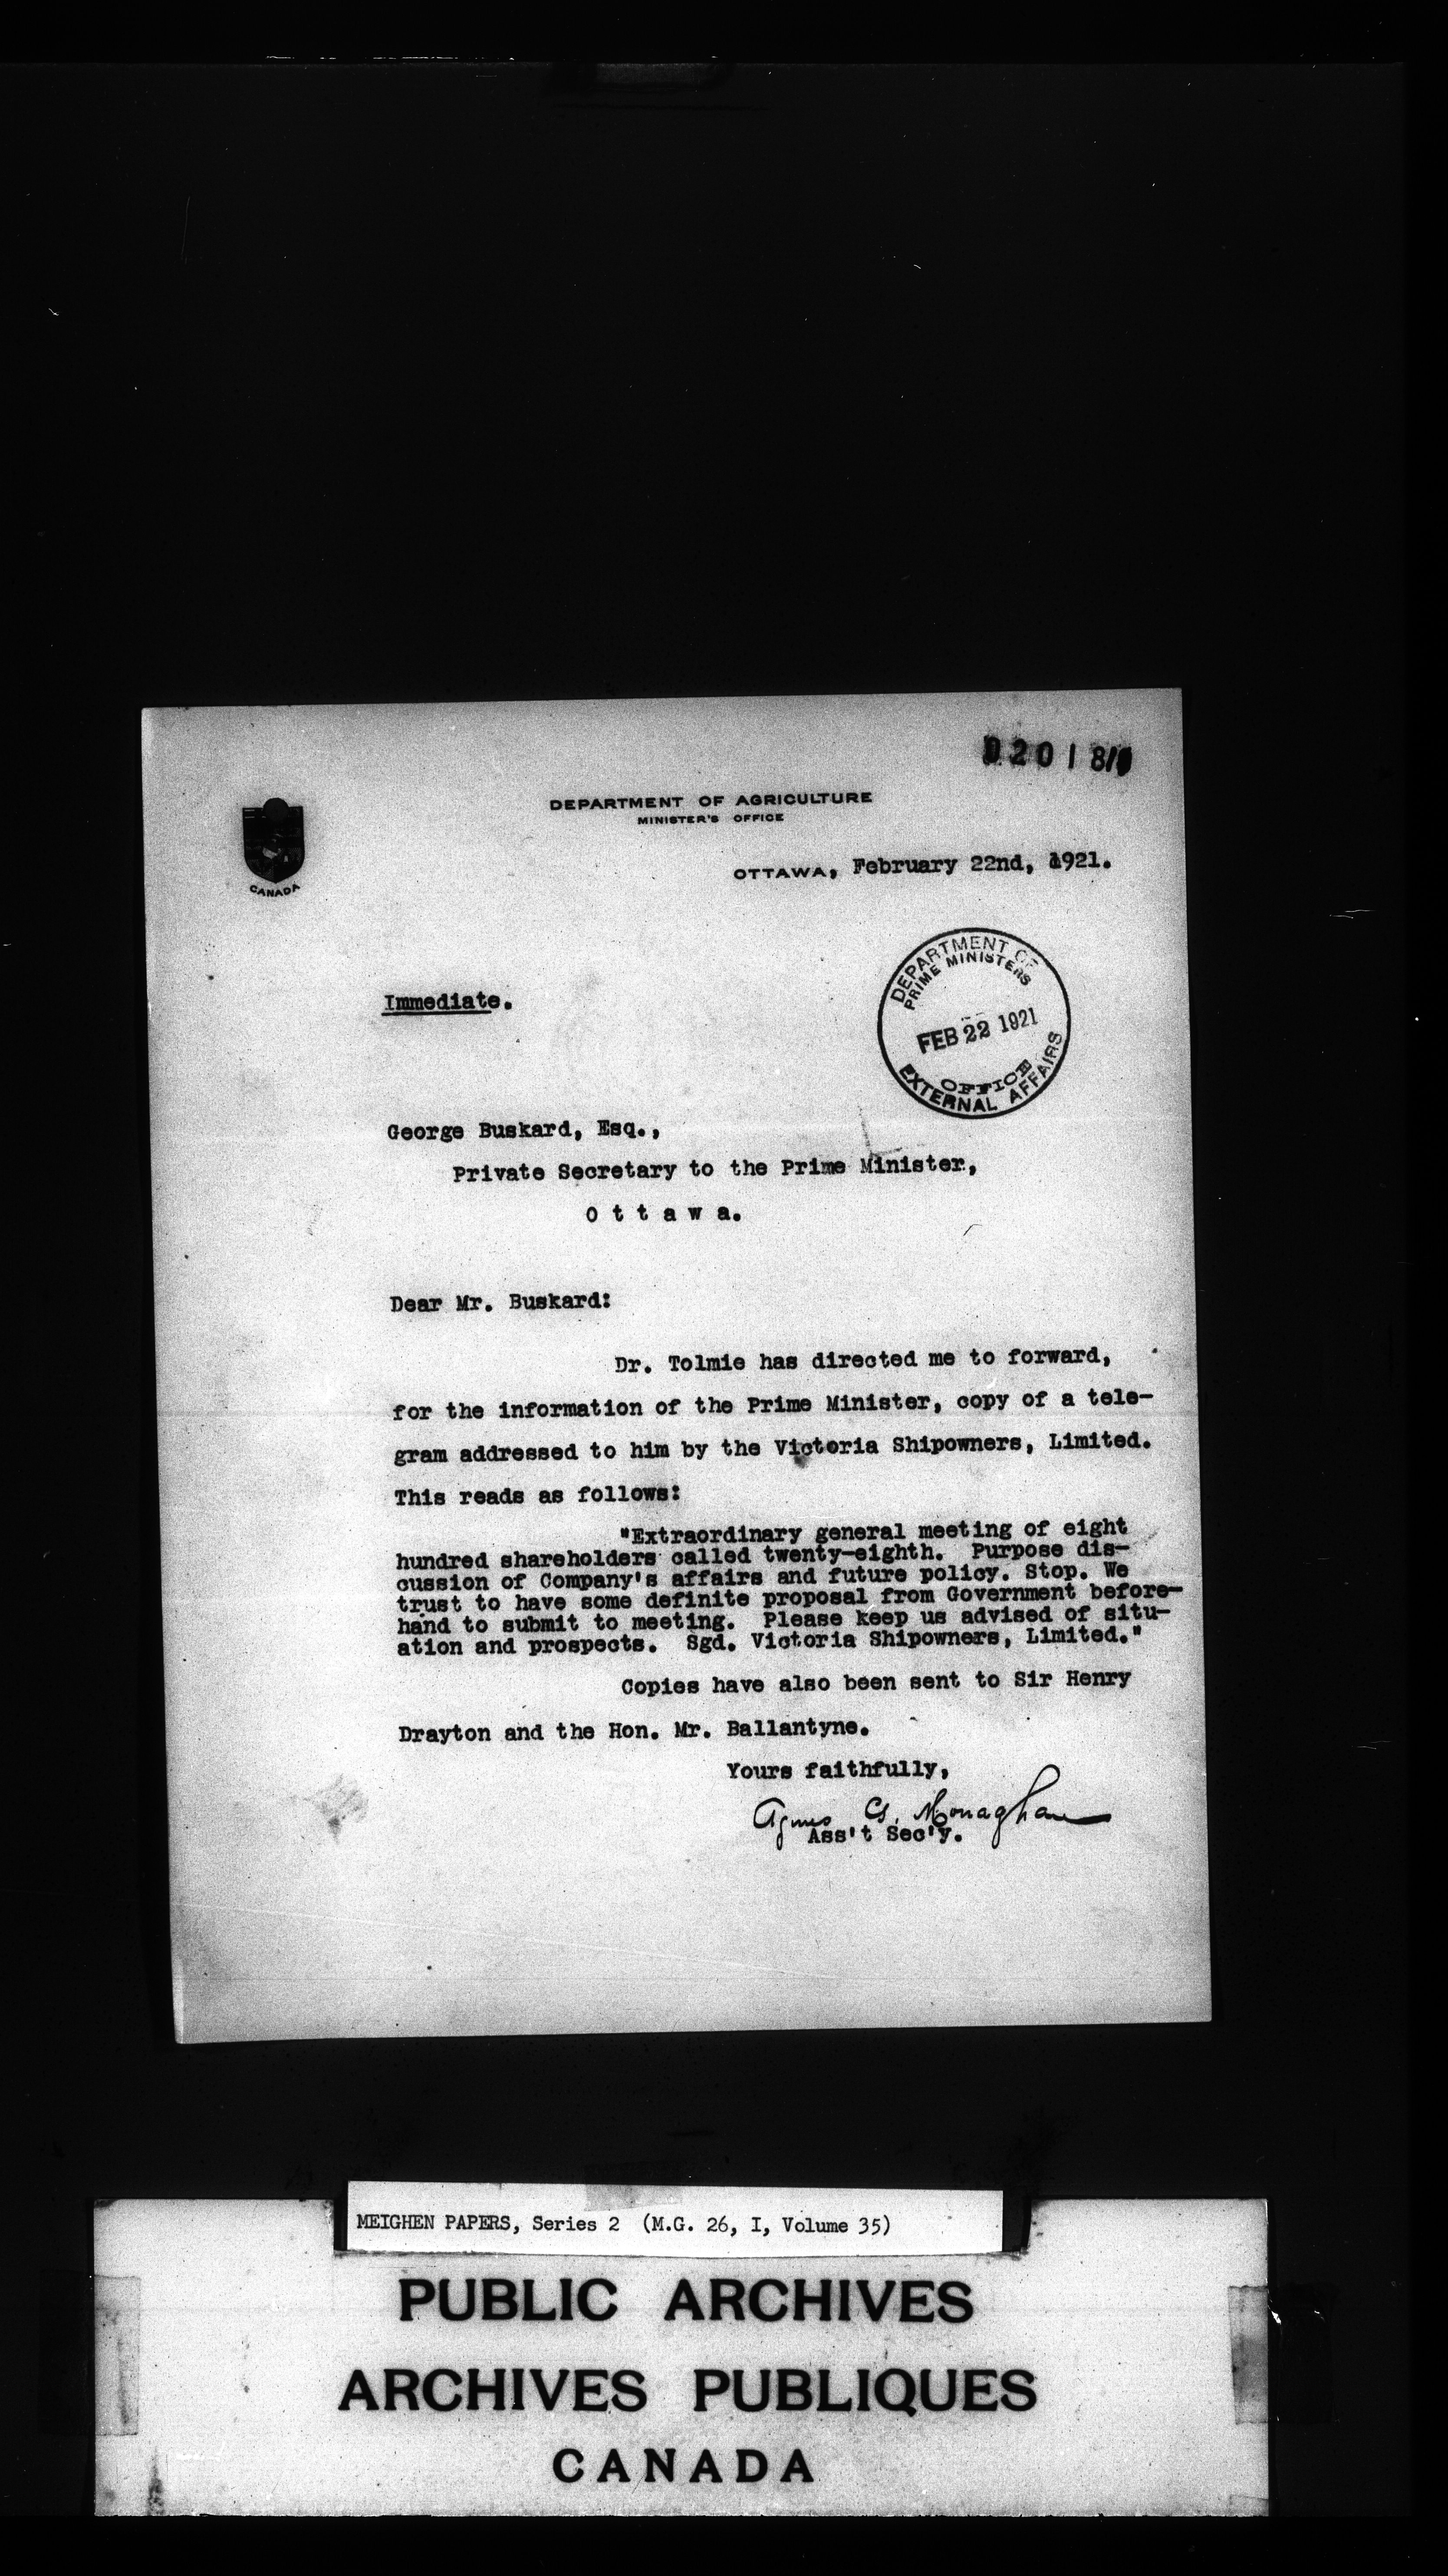 DEPARTMENT OF AGRICULTURE
MINISTER'S OFFICE
CANADA
OTTAWA, February 22nd, 1921.
DEPARTMENT OF
PRIME MINISTERS
FEB 22 1921
OFFICE
EXTERNAL AFFAIRS
Immediate.
George Buskard, Esq.,
Private Secretary to the Prime Minister,
O t t a w a.
Dear Mr. Buskard:
Dr. Tolmie has directed me to forward,
for the information of the Prime Minister, copy of a tele-
gram addressed to him by the Victoria Shipowners, Limited.
This reads as follows:
"Extraordinary general meeting of eight
hundred shareholders called twenty-eighth. Purpose dis-
cussion of Company's affairs and future policy. Stop. We
trust to have some definite proposal from Government before-
hand to submit to meeting. Please keep us advised of situ-
ation and prospects. Sgd. Victoria Shipowners, Limited."
Copies have also been sent to Sir Henry
Drayton and the Hon. Mr. Ballantyne.
Yours faithfully,
Agnes G. Monaghan
Ass't Sec'y.
MEIGHEN PAPERS, Series 2 (M.G. 26, I, Volume 35)
PUBLIC ARCHIVES
ARCHIVES PUBLIQUES
CANADA